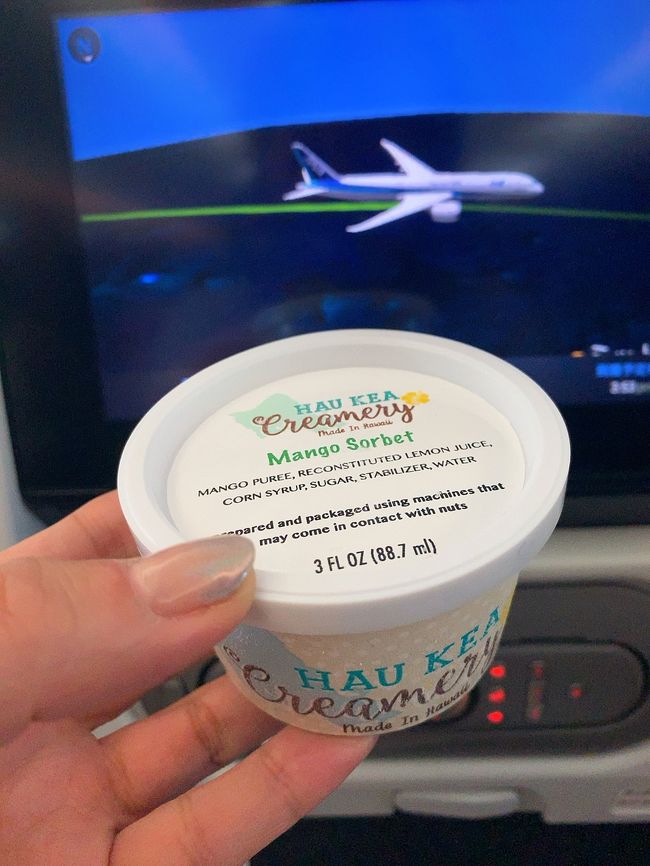 N
HAU KEA
Creamery
Made In Hawaii
Mango Sorbet
MANGO PUREE, RECONSTITUTED LEMON JUICE,
CORN SYRUP, SUGAR, STABILIZER, WATER
and packaged using machines that
may come in contact with nuts
3 FL OZ (88.7 ml)
HAU KEA
Creamery
Made In Hawaii